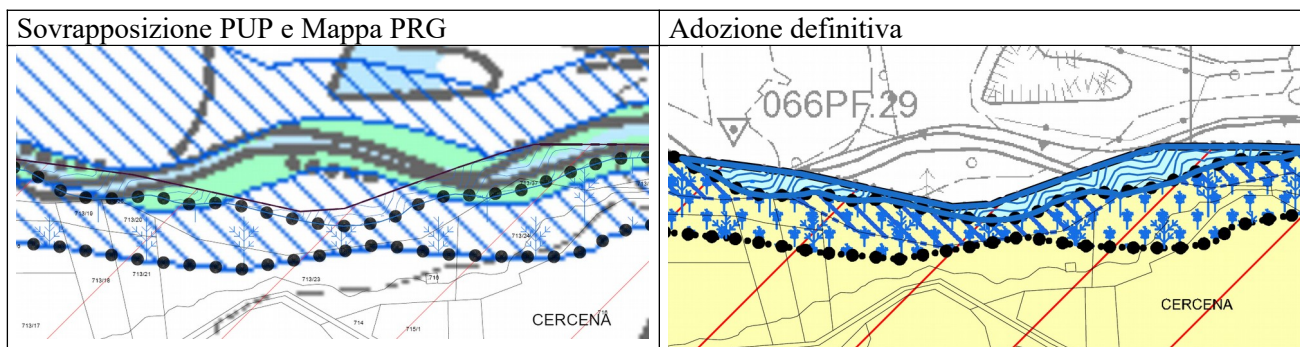 Sovrapposizione PUP e Mappa PRG
Adozione definitiva
713/19
713/20
713/21
713/18
713/23
713/24
716
713/17
714
715/1
CERCENA
066PF.29
CERCENA